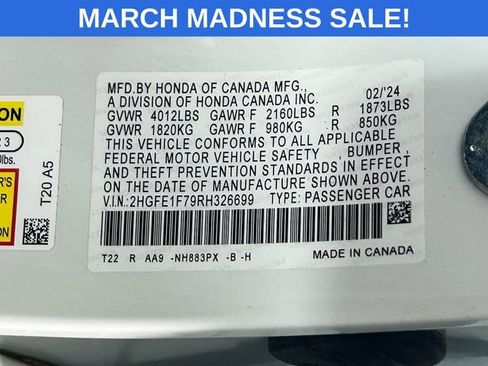 MARCH MADNESS SALE!
MFD.BY HONDA OF CANADA MFG.,
A DIVISION OF HONDA CANADA INC. 02/'24
GVWR 4012LBS GAWR F 2160LBS R 1873LBS
GVWR 1820KG GAWR F 980KG R 850KG
THIS VEHICLE CONFORMS TO ALL APPLICABLE
FEDERAL MOTOR VEHICLE SAFETY , BUMPER ,
AND THEFT PREVENTION STANDARDS IN EFFECT
ON THE DATE OF MANUFACTURE SHOWN ABOVE.
V.I.N.:2HGFE1F79RH326699 TYPE: PASSENGER CAR
T22 R AA9 -NH883PX -B -H MADE IN CANADA
T20 A5